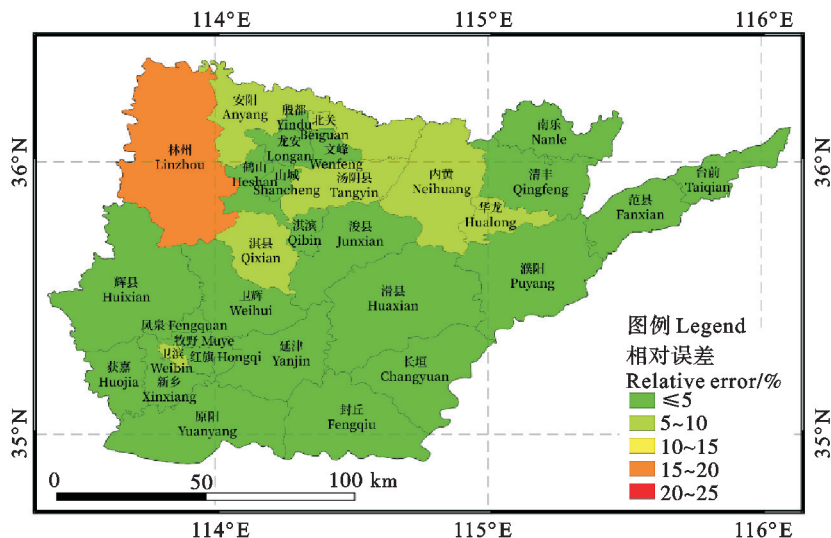 114°E
115°E
116°E
36°N
36°N
35°N
35°N
安阳
Anyang
殷都
Yindu
北关
Beiguan
龙安
Longan
文峰
Wenfeng
林州
Linzhou
鹤山
Heshan
山城
Shancheng
汤阴县
Tangyin
内黄
Neihuang
南乐
Nanle
清丰
Qingfeng
台前
Taiqian
范县
Fanxian
华龙
Hualong
淇县
Qixian
淇滨
Qibin
浚县
Junxian
濮阳
Puyang
辉县
Huixian
卫辉
Weihui
滑县
Huaxian
凤泉 Fengquan
牧野 Muye
卫滨
Weibin
红旗 Hongqi
延津
Yanjin
长垣
Changyuan
获嘉
Huojia
新乡
Xinxiang
原阳
Yuanyang
封丘
Fengqiu
图例 Legend
相对误差
Relative error/%
≤5
5~10
10~15
15~20
20~25
0
50
100 km
114°E
115°E
116°E